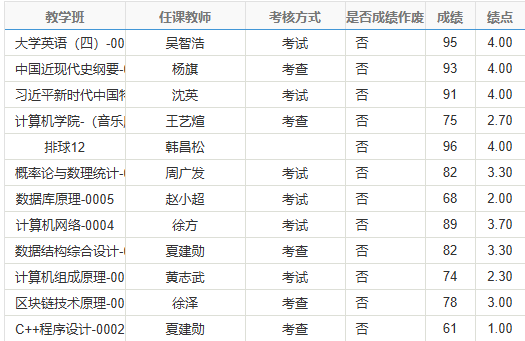 教学班 任课教师 考核方式 是否成绩作废 成绩 绩点
大学英语（四）-00 吴智浩 考试 否 95 4.00
中国近现代史纲要- 杨旗 考查 否 93 4.00
习近平新时代中国特 沈英 考试 否 91 4.00
计算机学院-（音乐 王艺煊 考查 否 75 2.70
排球12 韩昌松 否 96 4.00
概率论与数理统计- 周广发 考试 否 82 3.30
数据库原理-0005 赵小超 考试 否 68 2.00
计算机网络-0004 徐方 考试 否 89 3.70
数据结构综合设计- 夏建勋 考查 否 82 3.30
计算机组成原理-00 黄志武 考试 否 74 2.30
区块链技术原理-00 徐泽 考查 否 78 3.00
C++程序设计-0002 夏建勋 考查 否 61 1.00